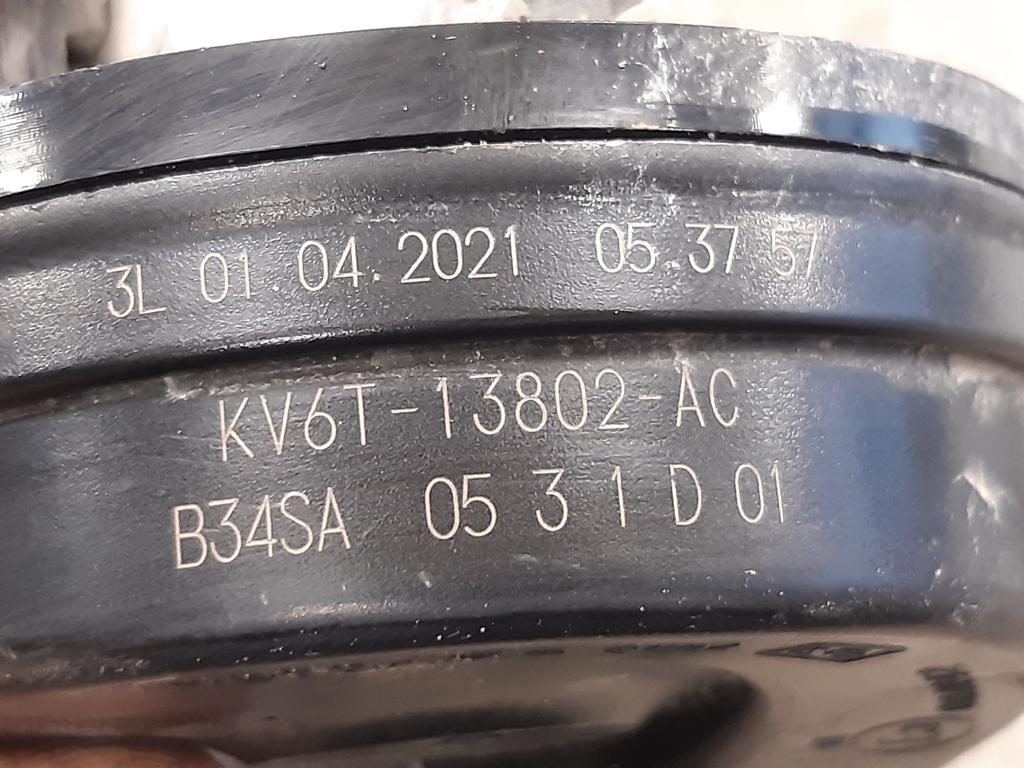 3L 01 04.2021 05.37 57
KV6T-13802-AC
B34SA 05 3 1 D 01